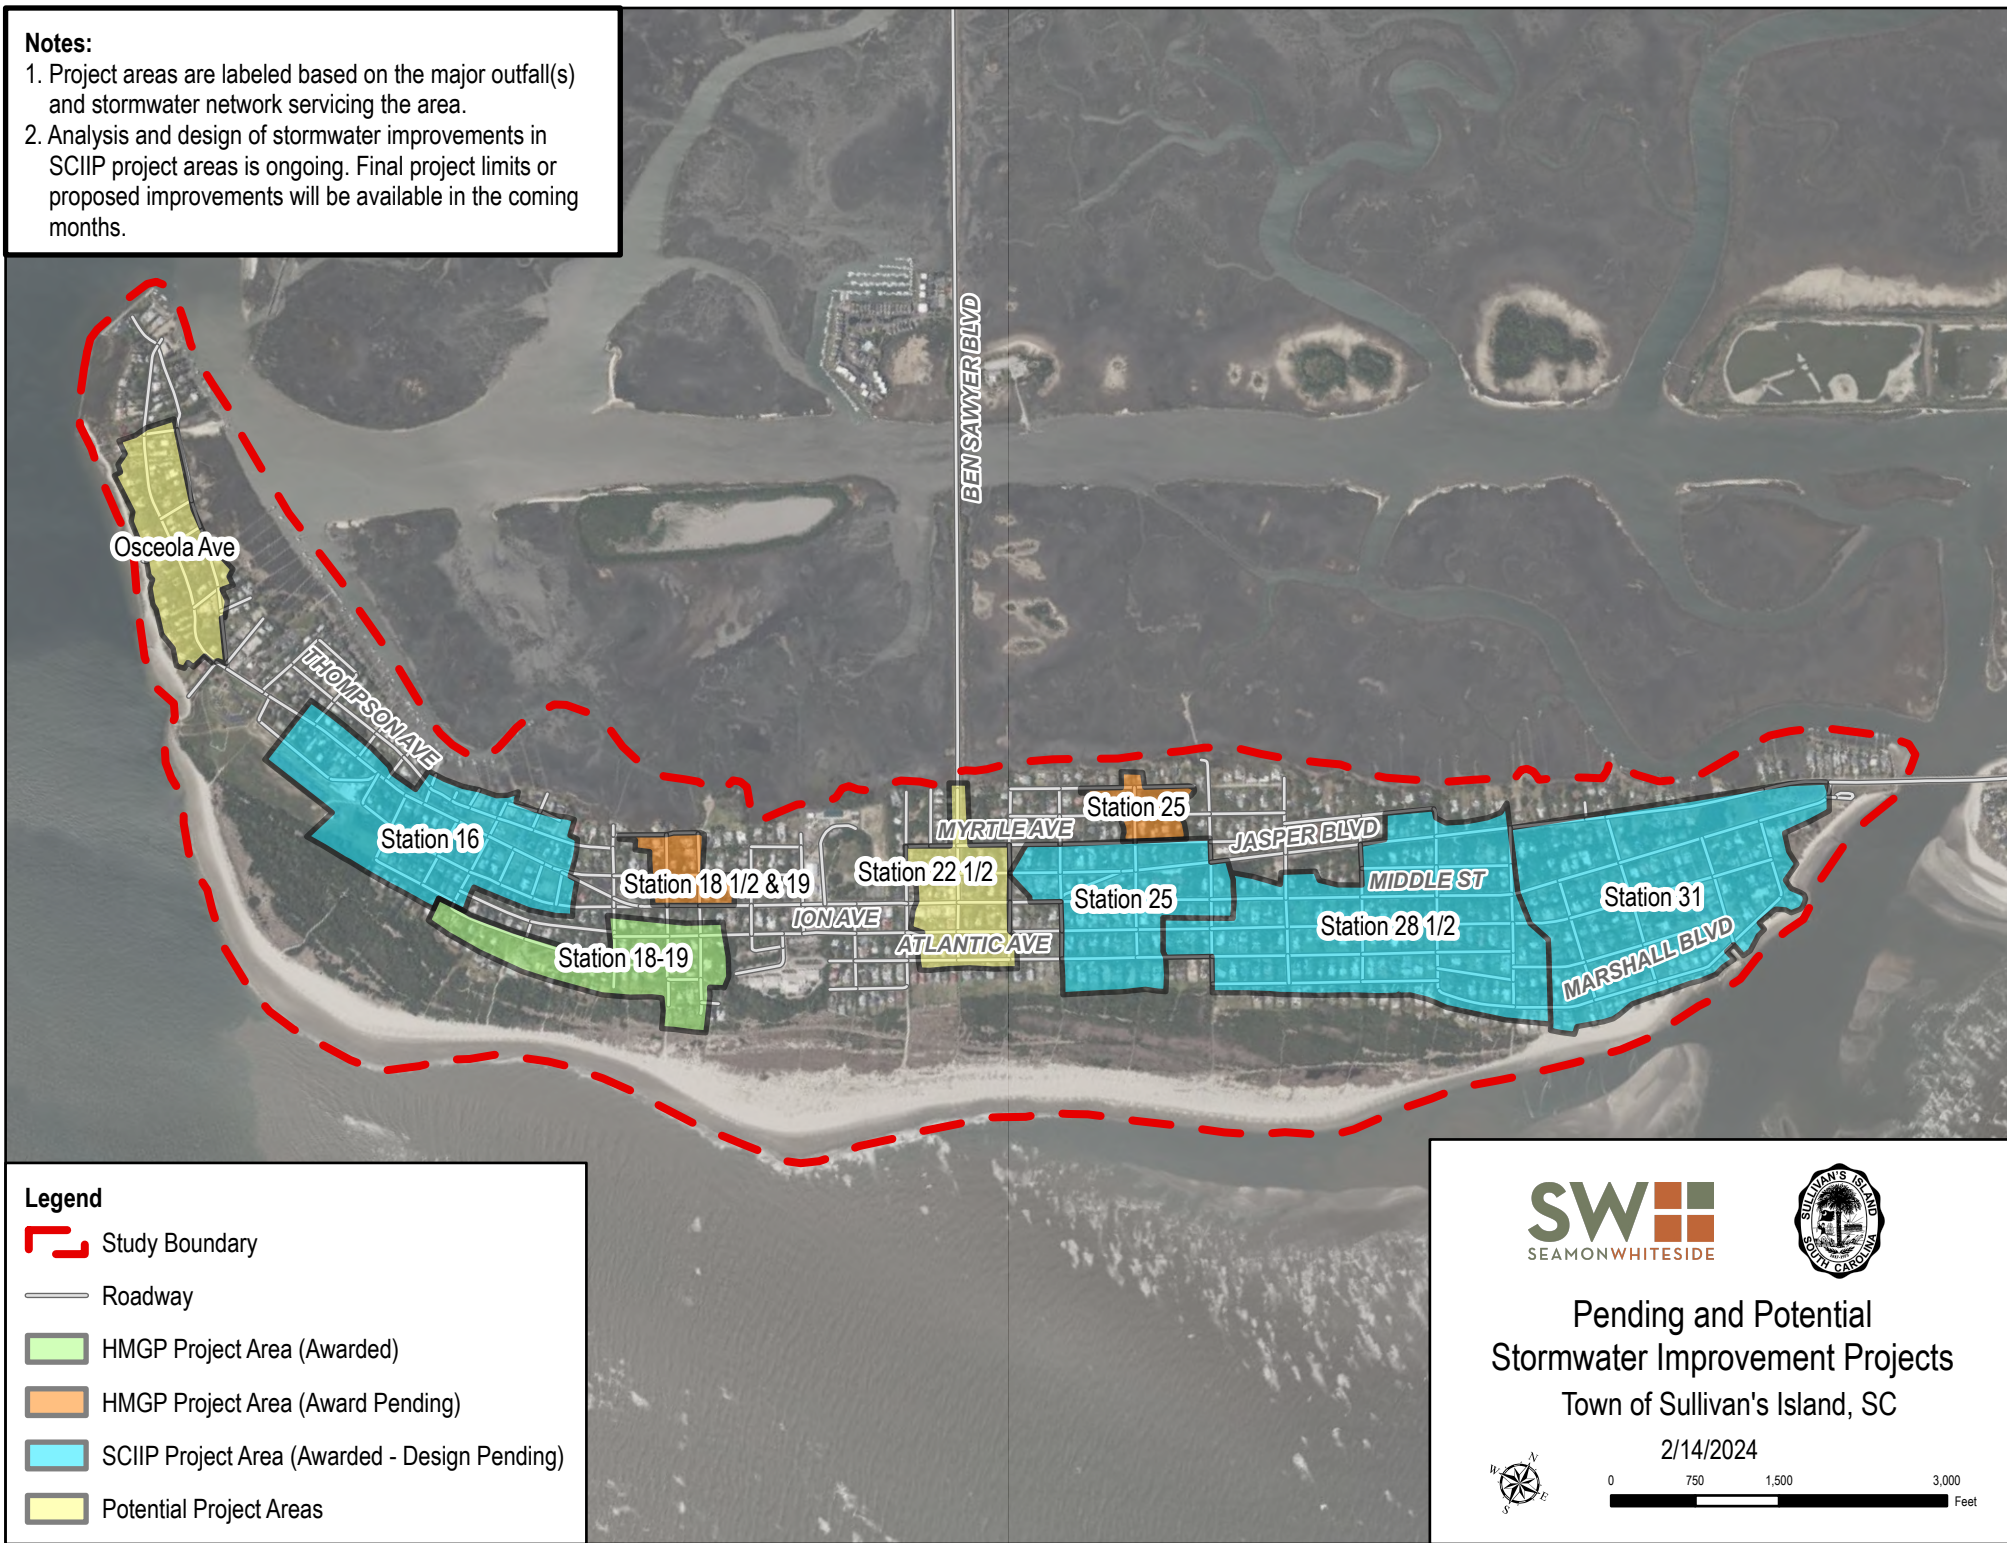 Notes:
1. Project areas are labeled based on the major outfall(s)
and stormwater network servicing the area.
2. Analysis and design of stormwater improvements in
SCIIP project areas is ongoing. Final project limits or
proposed improvements will be available in the coming
months.
BEN SAWYER BLVD
Osceola Ave
THOMPSON AVE
Station 16
Station 18 1/2 & 19
Station 18-19
ION AVE
MYRTLE AVE
Station 22 1/2
ATLANTIC AVE
Station 25
Station 25
JASPER BLVD
MIDDLE ST
Station 28 1/2
Station 31
MARSHALL BLVD
Legend
Study Boundary
Roadway
HMGP Project Area (Awarded)
HMGP Project Area (Award Pending)
SCIIP Project Area (Awarded - Design Pending)
Potential Project Areas
SW
SEAMONWHITESIDE
SULLIVAN'S ISLAND
SOUTH CAROLINA
Pending and Potential
Stormwater Improvement Projects
Town of Sullivan's Island, SC
2/14/2024
N
W
E
S
0 750 1,500 3,000
Feet